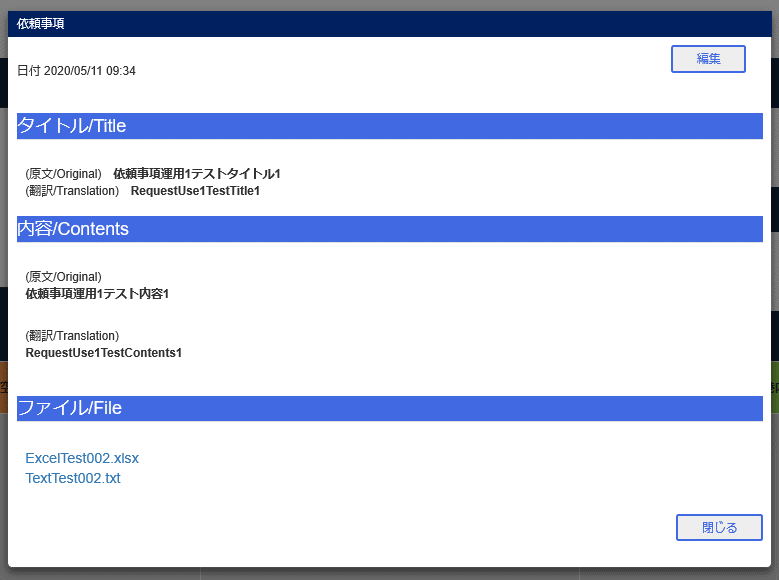 依頼事項
編集
日付 2020/05/11 09:34
タイトル/Title
(原文/Original) 依頼事項運用1テストタイトル1
(翻訳/Translation) RequestUse1TestTitle1
内容/Contents
(原文/Original)
依頼事項運用1テスト内容1
(翻訳/Translation)
RequestUse1TestContents1
ファイル/File
ExcelTest002.xlsx
TextTest002.txt
閉じる